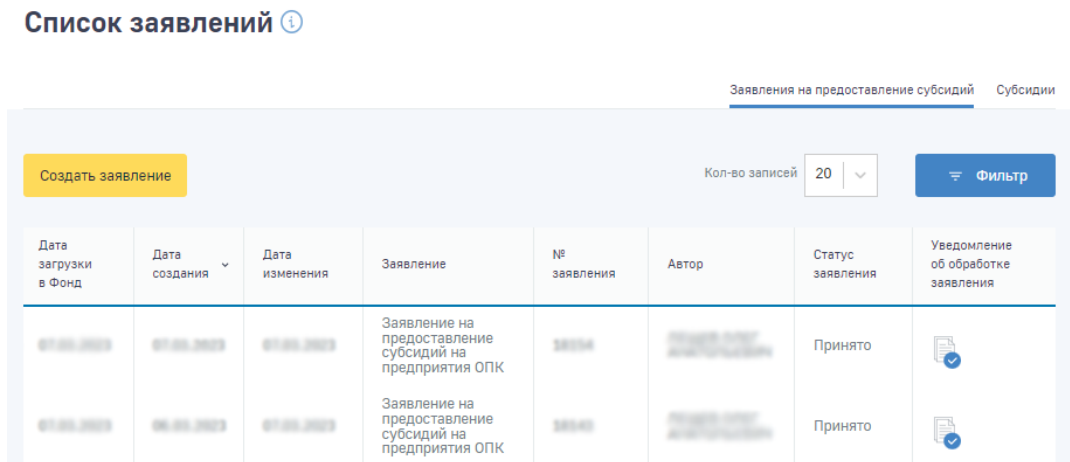 Список заявлений
Заявления на предоставление субсидий Субсидии
Создать заявление Кол-во записей 20 Фильтр
Дата
загрузки
в Фонд
Дата
создания
Дата
изменения
Заявление
№
заявления
Автор
Статус
заявления
Уведомление
об обработке
заявления
Заявление на
предоставление
субсидий на
предприятия ОПК
Принято
Заявление на
предоставление
субсидий на
предприятия ОПК
Принято